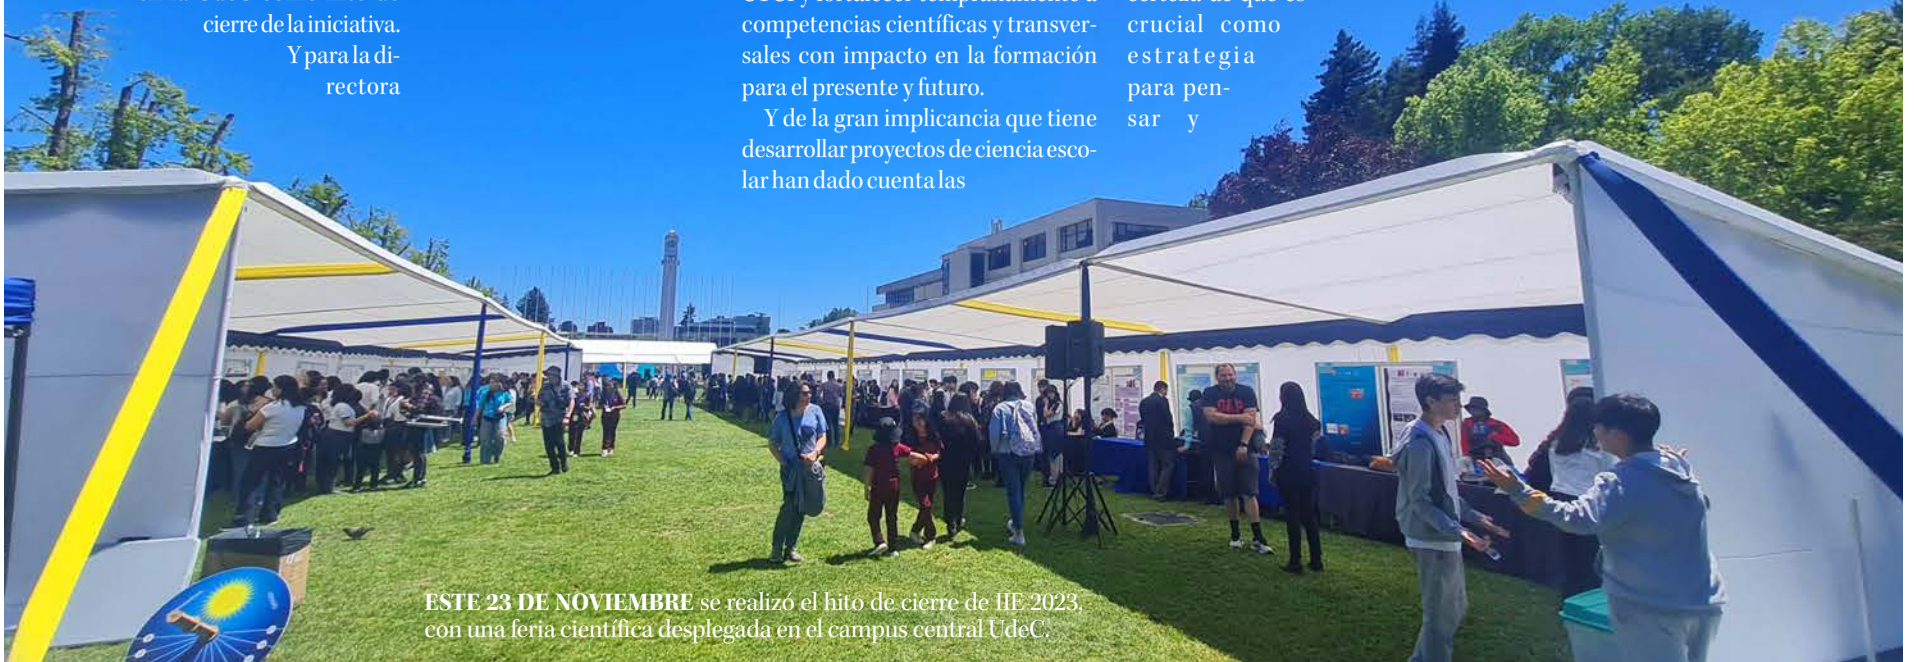 cierre de la iniciativa.
Y para la di-
rectora
competencias científicas y transver-
sales con impacto en la formación
para el presente y futuro.
Y de la gran implicancia que tiene
desarrollar proyectos de ciencia esco-
lar han dado cuenta las
crucial como
estrategia
para pen-
sar y
ESTE 23 DE NOVIEMBRE se realizó el hito de cierre de IIE 2023,
con una feria científica desplegada en el campus central UdeC.